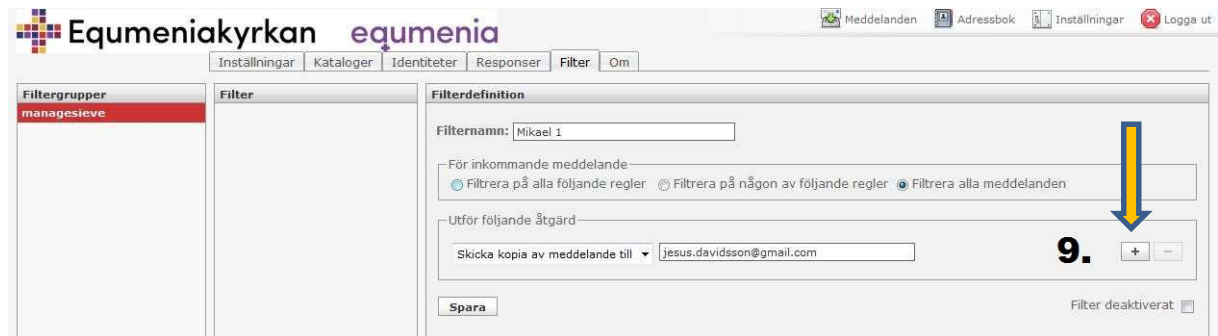 Equmeniakyrkan equmenia
Meddelanden Adressbok Inställningar Logga ut
Inställningar Kataloger Identiteter Responser Filter Om
Filtergrupper Filter Filterdefinition
managesieve
Filternamn: Mikael 1
För inkommande meddelande
Filtrera på alla följande regler Filtrera på någon av följande regler Filtrera alla meddelanden
Utför följande åtgärd
Skicka kopia av meddelande till jesus.davidsson@gmail.com 9. + -
Spara Filter deaktiverat